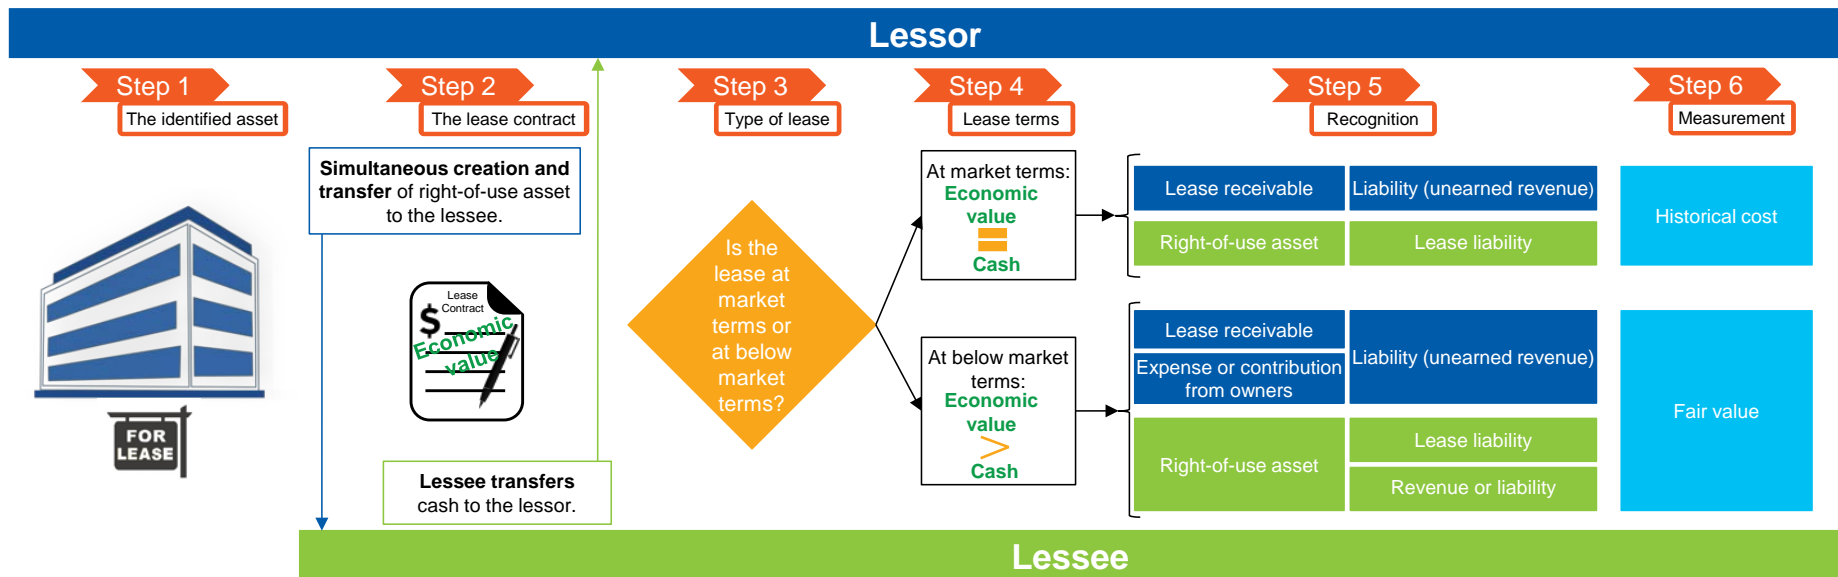 Lessor
Step 1
The identified asset
Step 2
The lease contract
Step 3
Type of lease
Step 4
Lease terms
Step 5
Recognition
Step 6
Measurement
FOR
LEASE
Simultaneous creation and
transfer of right-of-use asset
to the lessee.
Lease
Contract
$
Economic
value
Lessee transfers
cash to the lessor.
Is the
lease at
market
terms or
at below
market
terms?
At market terms:
Economic
value
=
Cash
At below market
terms:
Economic
value
>
Cash
Lease receivable
Liability (unearned revenue)
Right-of-use asset
Lease liability
Lease receivable
Expense or contribution
from owners
Liability (unearned revenue)
Right-of-use asset
Lease liability
Revenue or liability
Historical cost
Fair value
Lessee